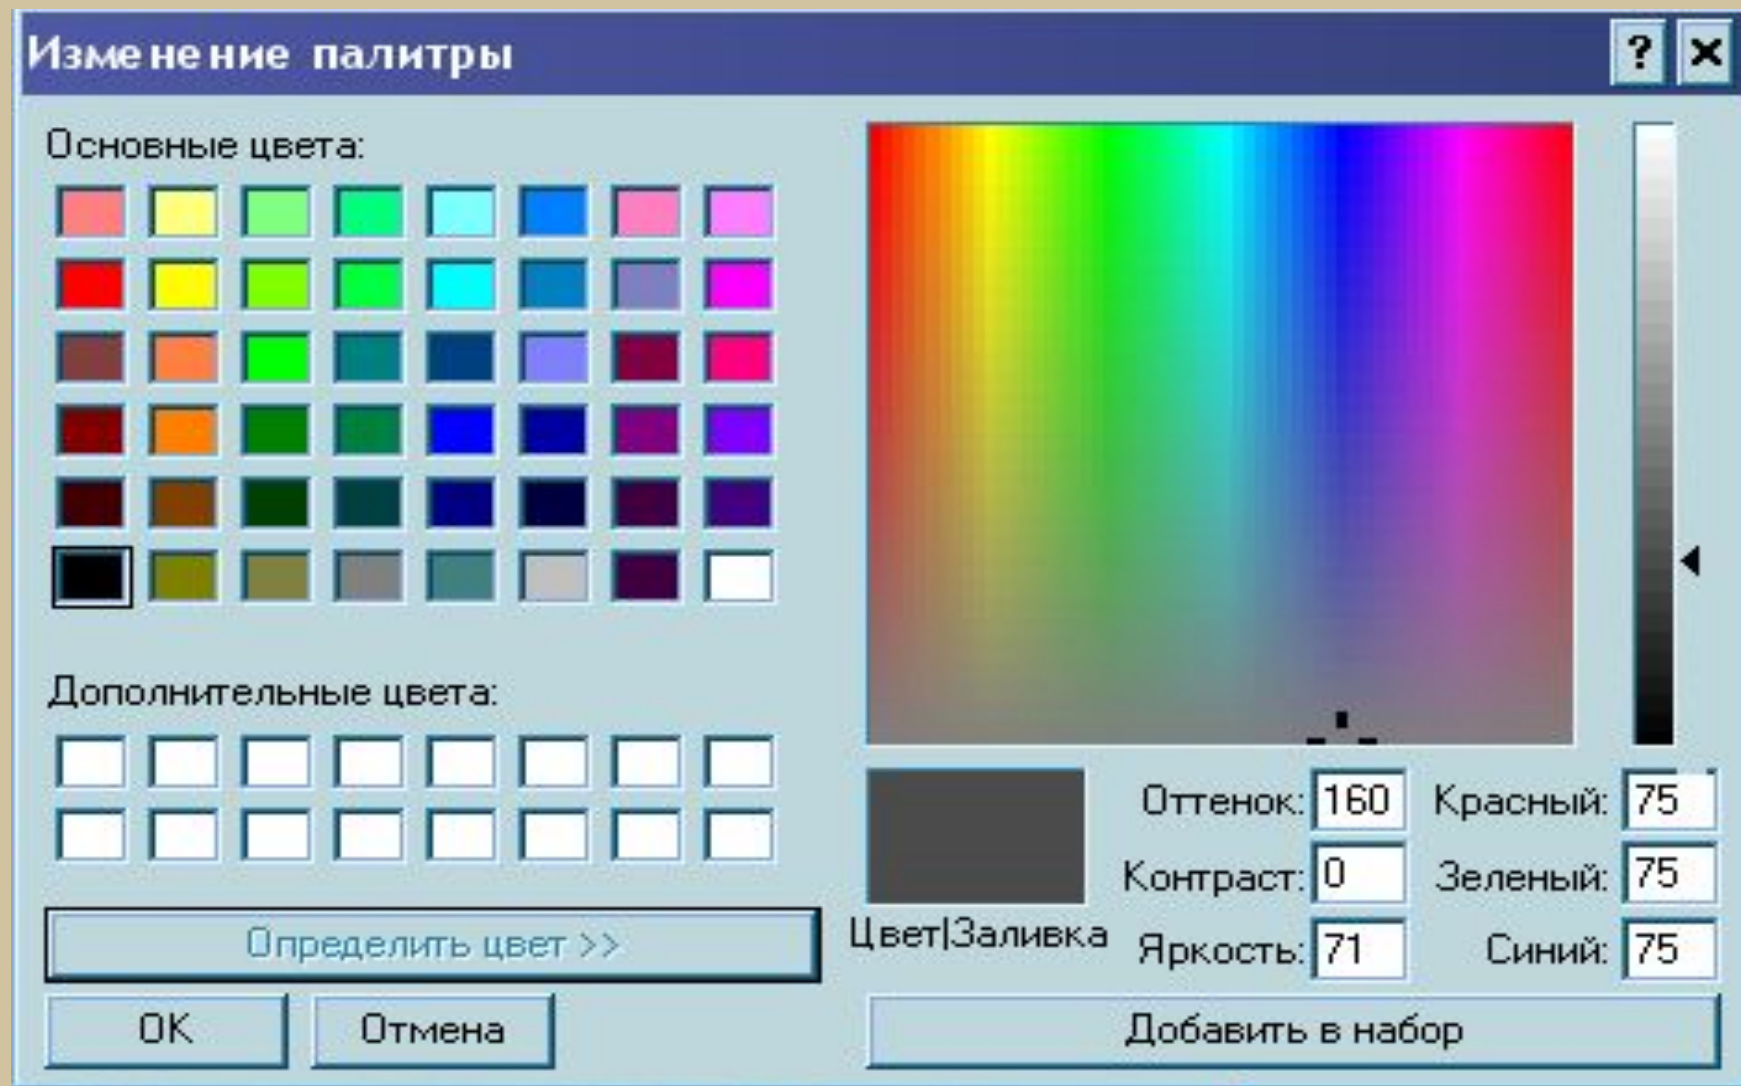 Изменение палитры
Основные цвета:
Дополнительные цвета:
Определить цвет >>
OK
Отмена
Цвет|Заливка
Оттенок: 160
Контраст: 0
Яркость: 71
Красный: 75
Зеленый: 75
Синий: 75
Добавить в набор